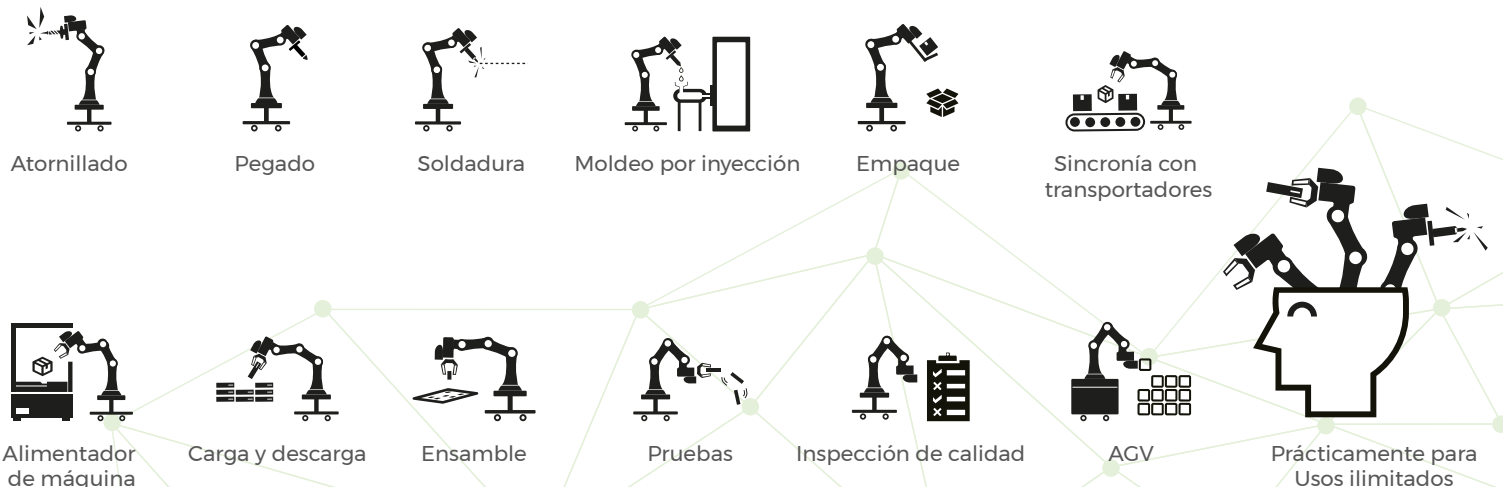 Atornillado
Pegado
Soldadura
Moldeo por inyección
Empaque
Sincronía con
transportadores
Alimentador
de máquina
Carga y descarga
Ensamble
Pruebas
Inspección de calidad
AGV
Prácticamente para
Usos ilimitados